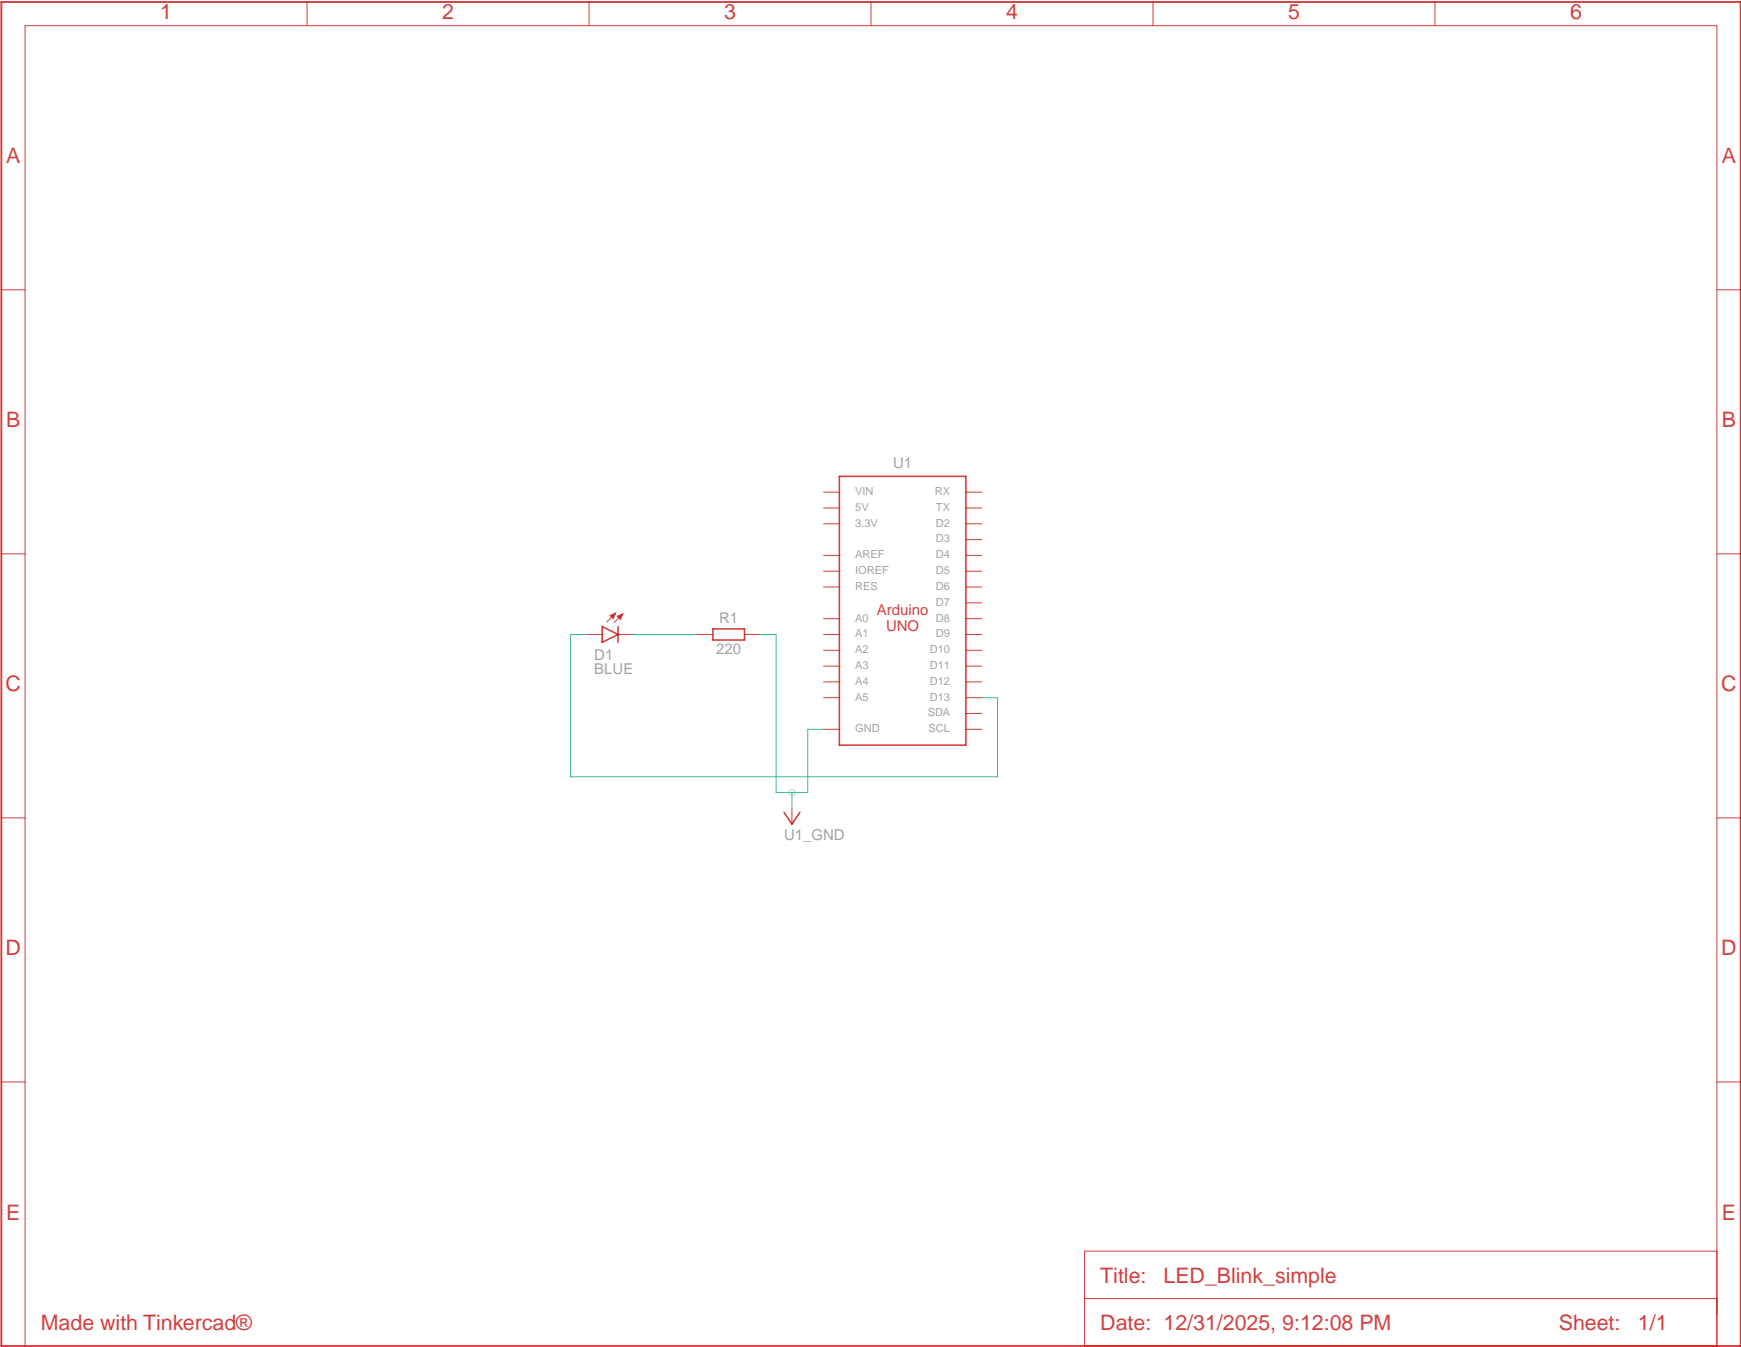 1 2 3 4 5 6
A A
B B
U1
VIN RX
5V TX
3.3V D2
D3
AREF D4
IOREF D5
RES D6
D7
Arduino
A0 D8
UNO
A1 D9
A2 D10
A3 D11
A4 D12
A5 D13
SDA
GND SCL
R1
220
D1
BLUE
C C
U1_GND
D D
E E
Title: LED_Blink_simple
Date: 12/31/2025, 9:12:08 PM Sheet: 1/1
Made with Tinkercad®